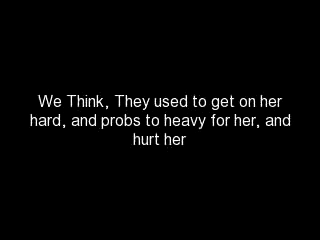 We Think, They used to get on her
hard, and probs to heavy for her, and
hurt her